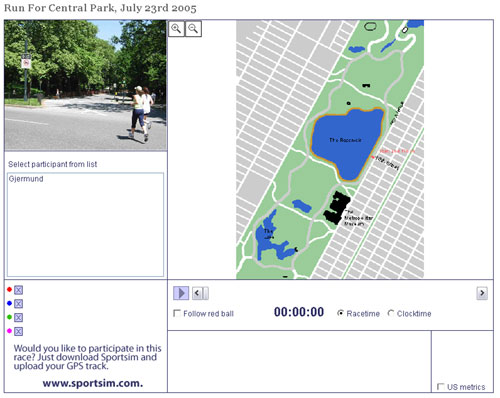 Run For Central Park, July 23rd 2005
Select participant from list
Gjermund
The Reservoir
The
Metropolitan
Museum
The
Lake
Follow red ball
00:00:00
Racetime
Clocktime
Would you like to participate in this
race? Just download Sportsim and
upload your GPS track.
www.sportsim.com.
US metrics